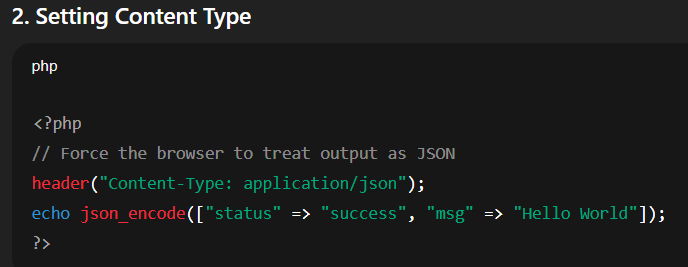 2. Setting Content Type
php
<?php
// Force the browser to treat output as JSON
header("Content-Type: application/json");
echo json_encode(["status" => "success", "msg" => "Hello World"]);
?>